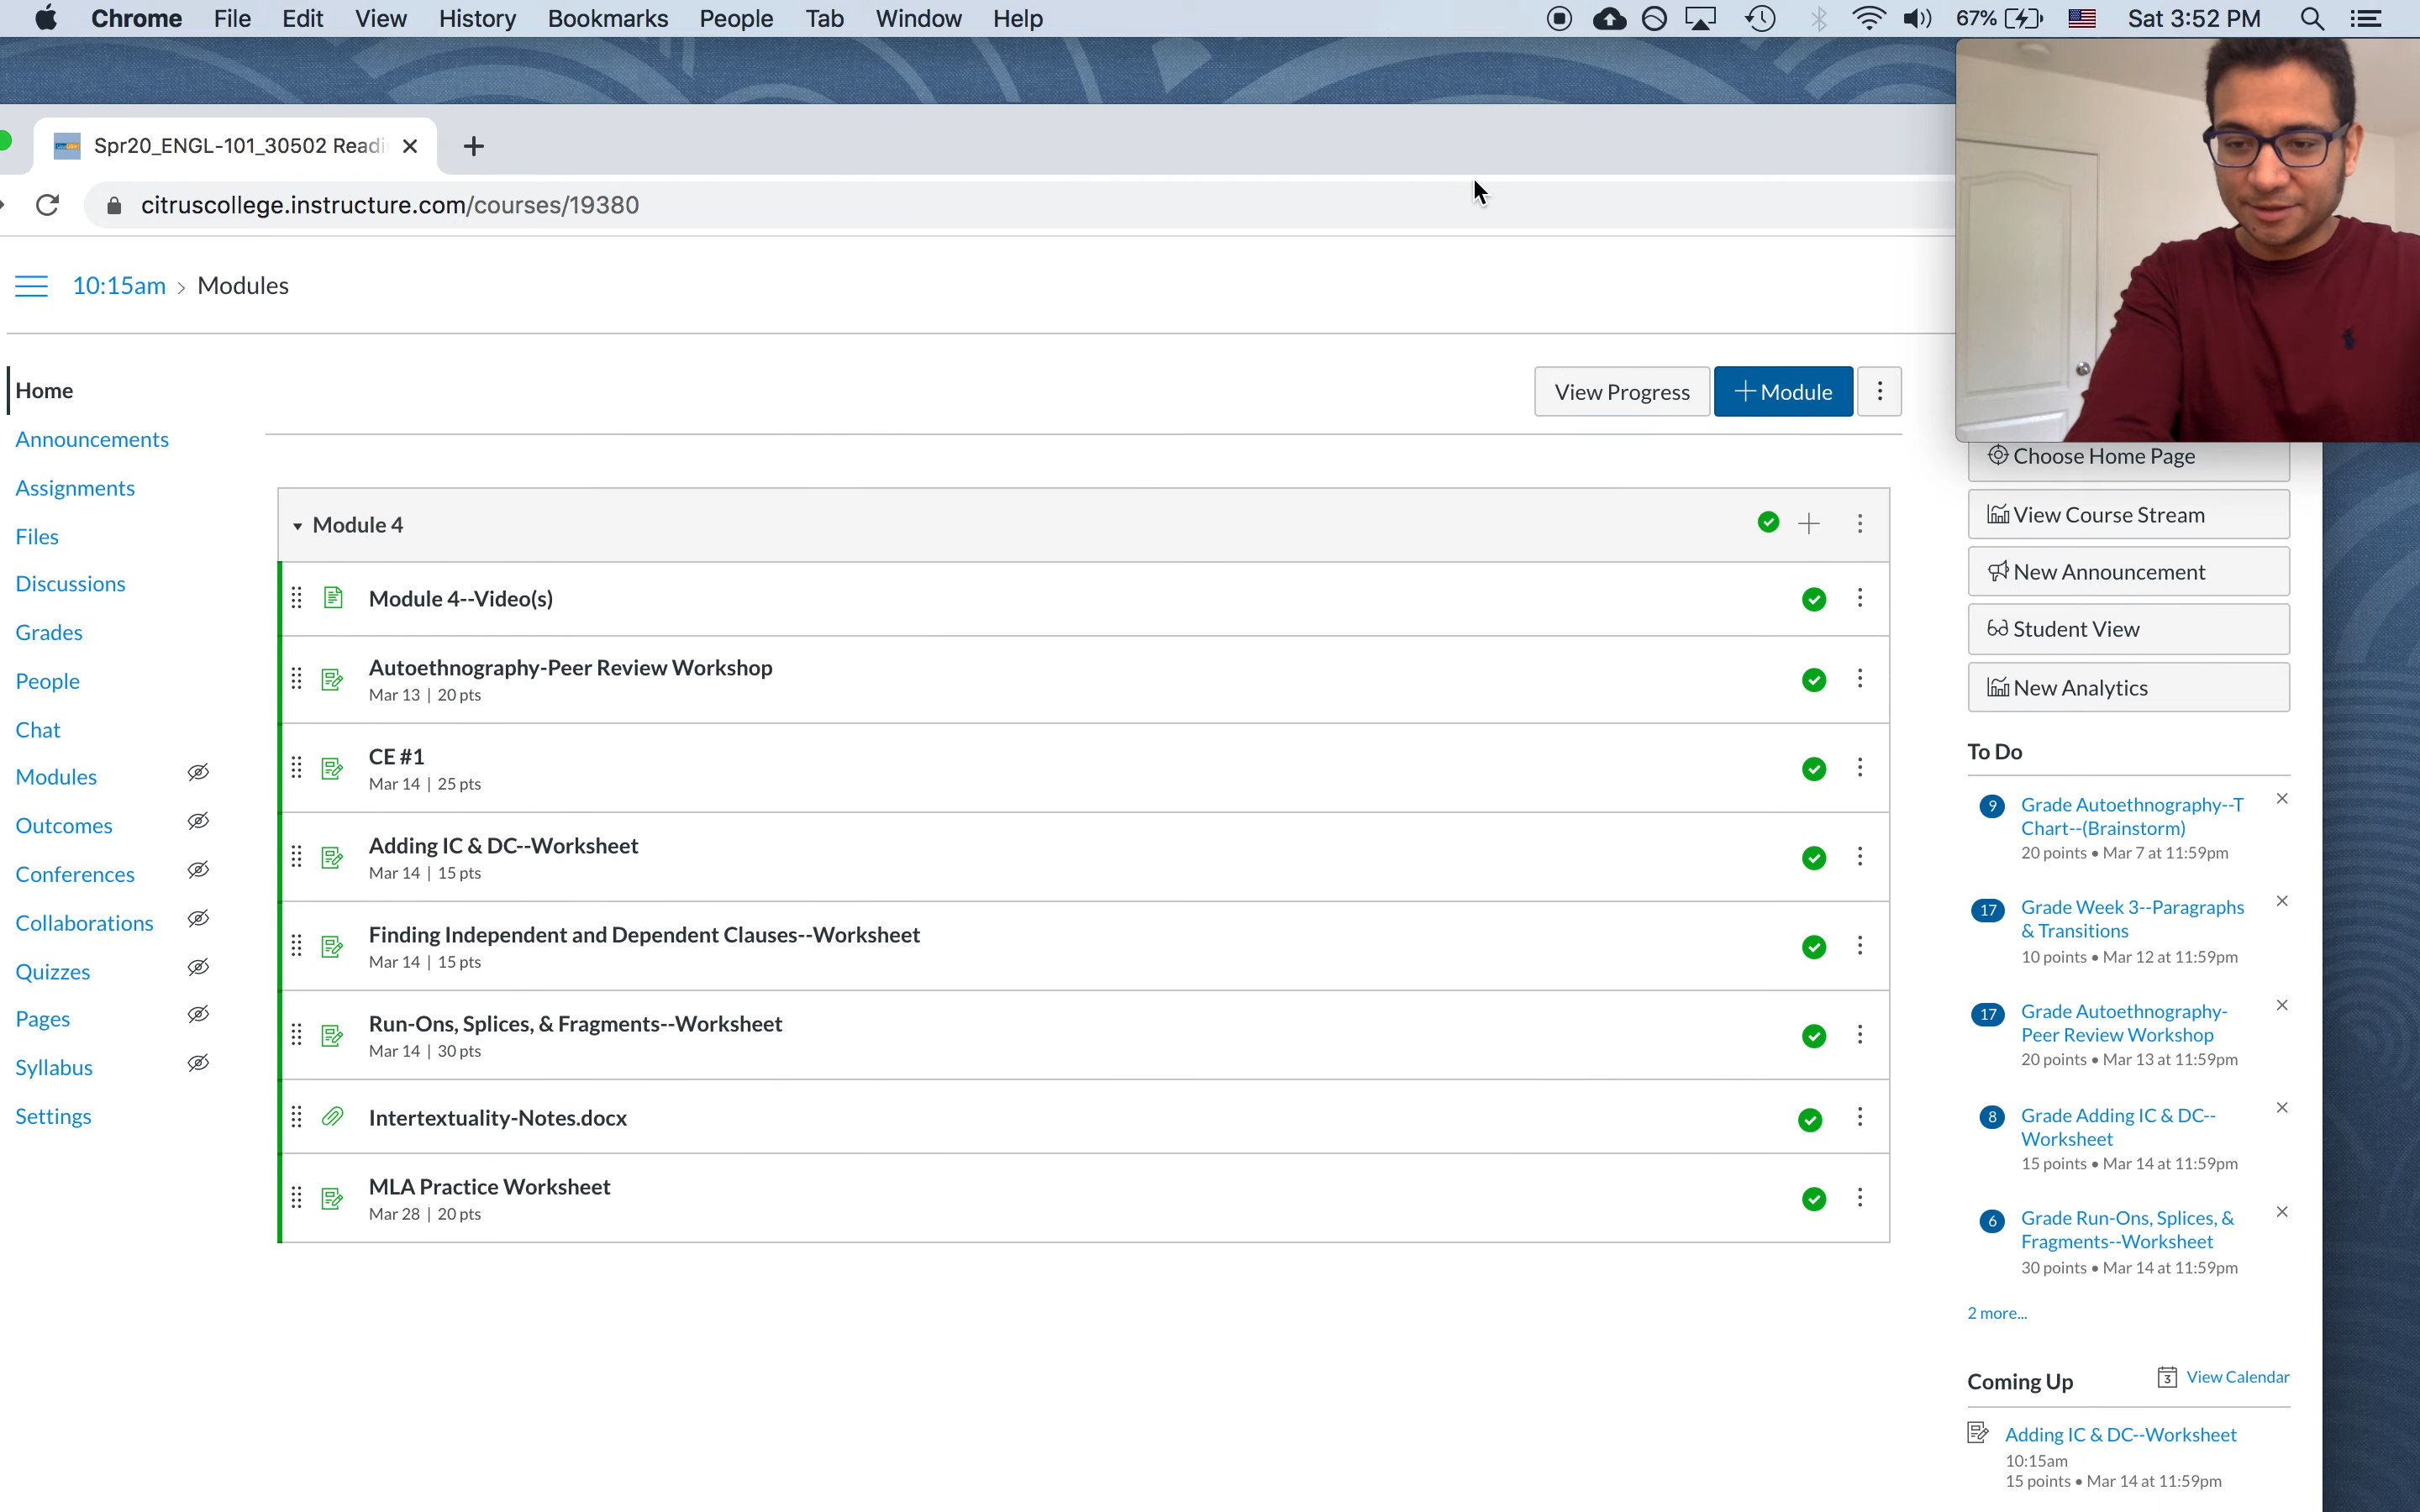 Chrome File Edit View History Bookmarks People Tab Window Help 67% Sat 3:52 PM
Spr20_ENGL-101_30502 Readi
citruscollege.instructure.com/courses/19380
10:15am › Modules
Home
Announcements
Assignments
Files
Discussions
Grades
People
Chat
Modules
Outcomes
Conferences
Collaborations
Quizzes
Pages
Syllabus
Settings
View Progress + Module
Module 4
Module 4--Video(s)
Autoethnography-Peer Review Workshop
Mar 13 | 20 pts
CE #1
Mar 14 | 25 pts
Adding IC & DC--Worksheet
Mar 14 | 15 pts
Finding Independent and Dependent Clauses--Worksheet
Mar 14 | 15 pts
Run-Ons, Splices, & Fragments--Worksheet
Mar 14 | 30 pts
Intertextuality-Notes.docx
MLA Practice Worksheet
Mar 28 | 20 pts
Choose Home Page
View Course Stream
New Announcement
Student View
New Analytics
To Do
9 Grade Autoethnography--T
Chart--(Brainstorm)
20 points • Mar 7 at 11:59pm
17 Grade Week 3--Paragraphs
& Transitions
10 points • Mar 12 at 11:59pm
17 Grade Autoethnography-
Peer Review Workshop
20 points • Mar 13 at 11:59pm
8 Grade Adding IC & DC--
Worksheet
15 points • Mar 14 at 11:59pm
6 Grade Run-Ons, Splices, &
Fragments--Worksheet
30 points • Mar 14 at 11:59pm
2 more...
Coming Up 3 View Calendar
Adding IC & DC--Worksheet
10:15am
15 points • Mar 14 at 11:59pm